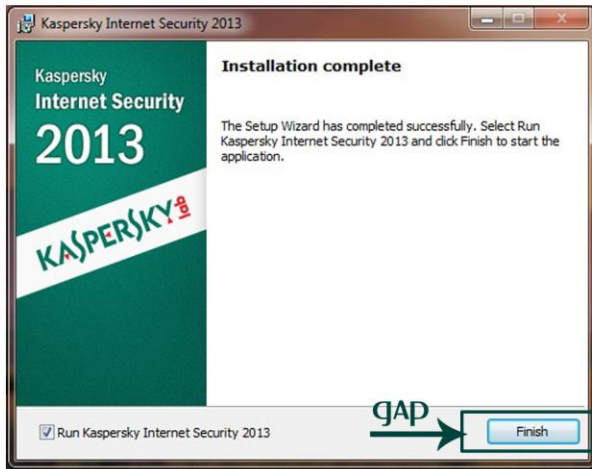 Kaspersky Internet Security 2013
Kaspersky
Internet Security
2013
KASPERSKY lab
Installation complete
The Setup Wizard has completed successfully. Select Run
Kaspersky Internet Security 2013 and click Finish to start the
application.
Run Kaspersky Internet Security 2013
gAP
Finish